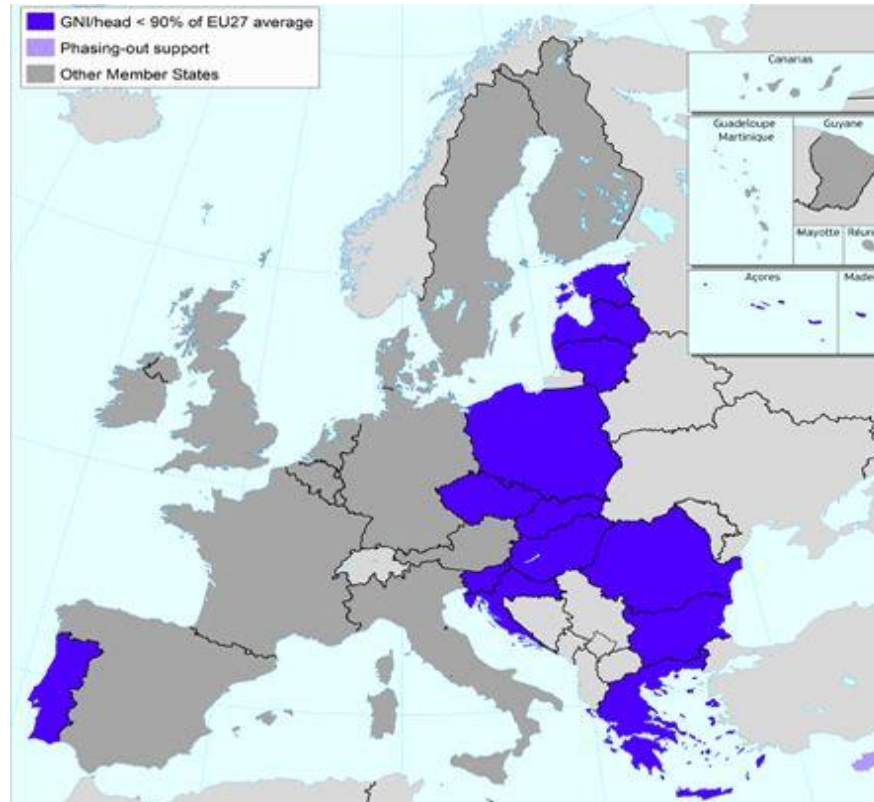 GNI/head < 90% of EU27 average
Phasing-out support
Other Member States
Canarias
Guadeloupe
Martinique
Guyane
Mayotte
Açores